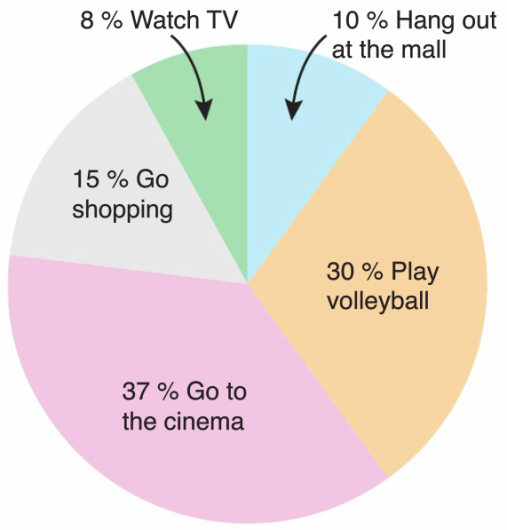 8 % Watch TV
10 % Hang out
at the mall
15 % Go
shopping
30 % Play
volleyball
37 % Go to
the cinema